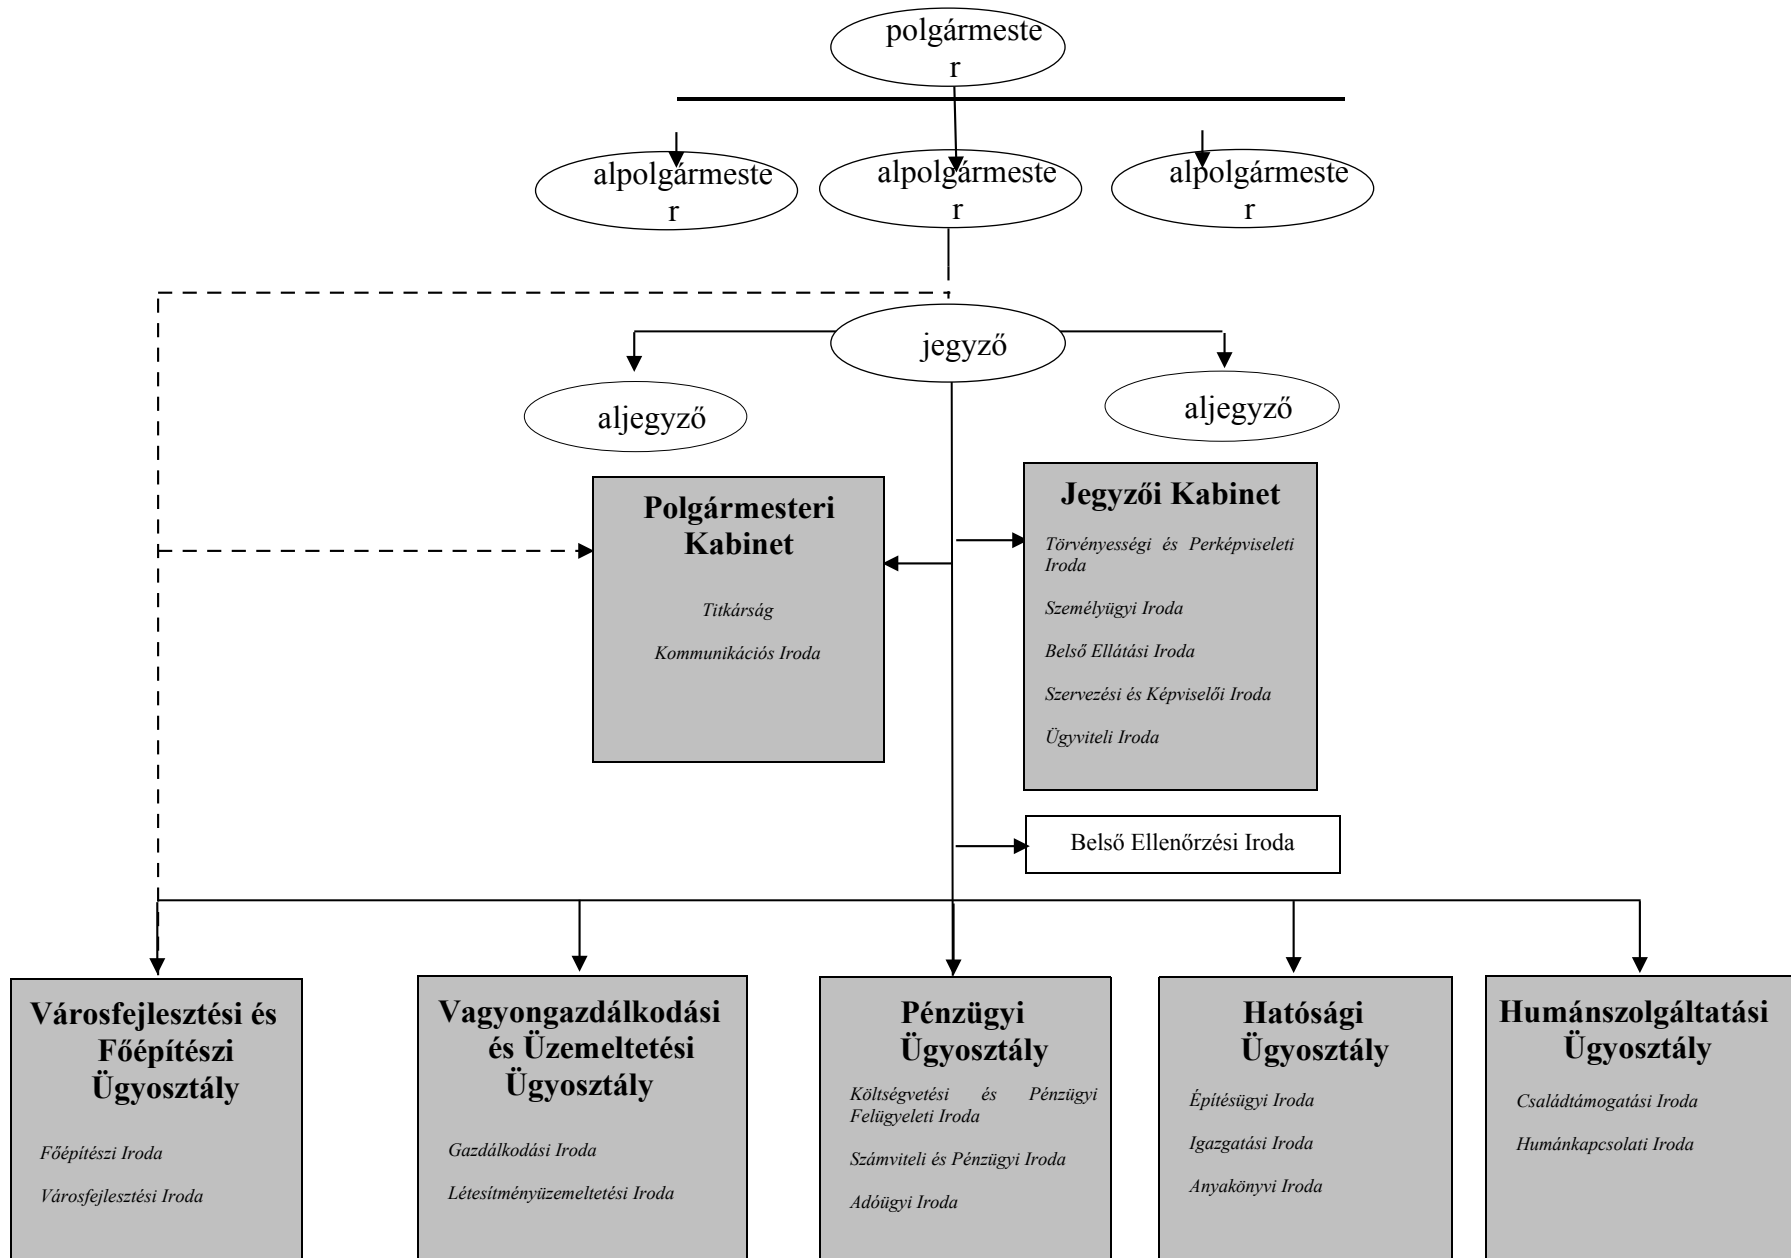 polgármeste
r
alpolgármeste
r
alpolgármeste
r
alpolgármeste
r
jegyző
aljegyző
aljegyző
Polgármesteri
Kabinet
Titkárság
Kommunikációs Iroda
Jegyzői Kabinet
Törvényességi és Perképviseleti
Iroda
Személyügyi Iroda
Belső Ellátási Iroda
Szervezési és Képviselői Iroda
Ügyviteli Iroda
Belső Ellenőrzési Iroda
Városfejlesztési és
Főépítészi
Ügyosztály
Főépítészi Iroda
Városfejlesztési Iroda
Vagyongazdálkodási
és Üzemeltetési
Ügyosztály
Gazdálkodási Iroda
Létesítményüzemeltetési Iroda
Pénzügyi
Ügyosztály
Költségvetési és Pénzügyi
Felügyeleti Iroda
Számviteli és Pénzügyi Iroda
Adóügyi Iroda
Hatósági
Ügyosztály
Építésügyi Iroda
Igazgatási Iroda
Anyakönyvi Iroda
Humánszolgáltatási
Ügyosztály
Családtámogatási Iroda
Humánkapcsolati Iroda